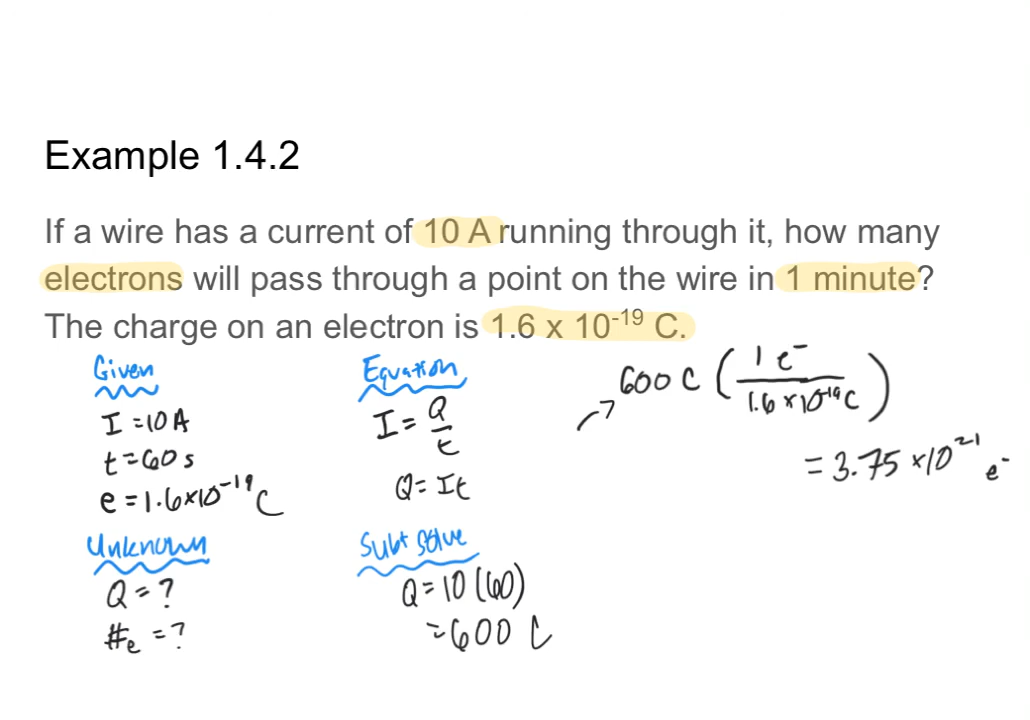 Example 1.4.2
If a wire has a current of 10 A running through it, how many
electrons will pass through a point on the wire in 1 minute?
The charge on an electron is 1.6 x 10⁻¹⁹ C.
Given
I = 10 A
t = 60 s
e = 1.6×10⁻¹⁹ C
Unknown
Q = ?
#e = ?
Equation
I = Q/t
Q = It
Subt solve
Q = 10 (60)
= 600 C
→ 600 C ( 1 e⁻ / 1.6 × 10⁻¹⁹ C )
= 3.75 × 10²¹ e⁻